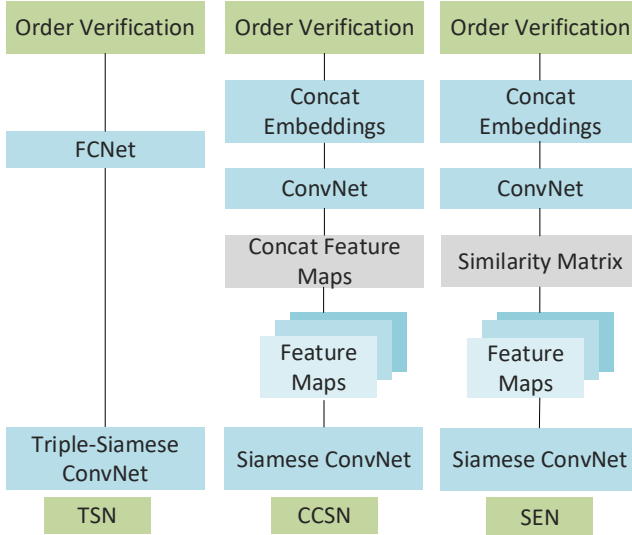 Order Verification
FCNet
Triple-Siamese
ConvNet
TSN
Order Verification
Concat
Embeddings
ConvNet
Concat Feature
Maps
Feature
Maps
Siamese ConvNet
CCSN
Order Verification
Concat
Embeddings
ConvNet
Similarity Matrix
Feature
Maps
Siamese ConvNet
SEN